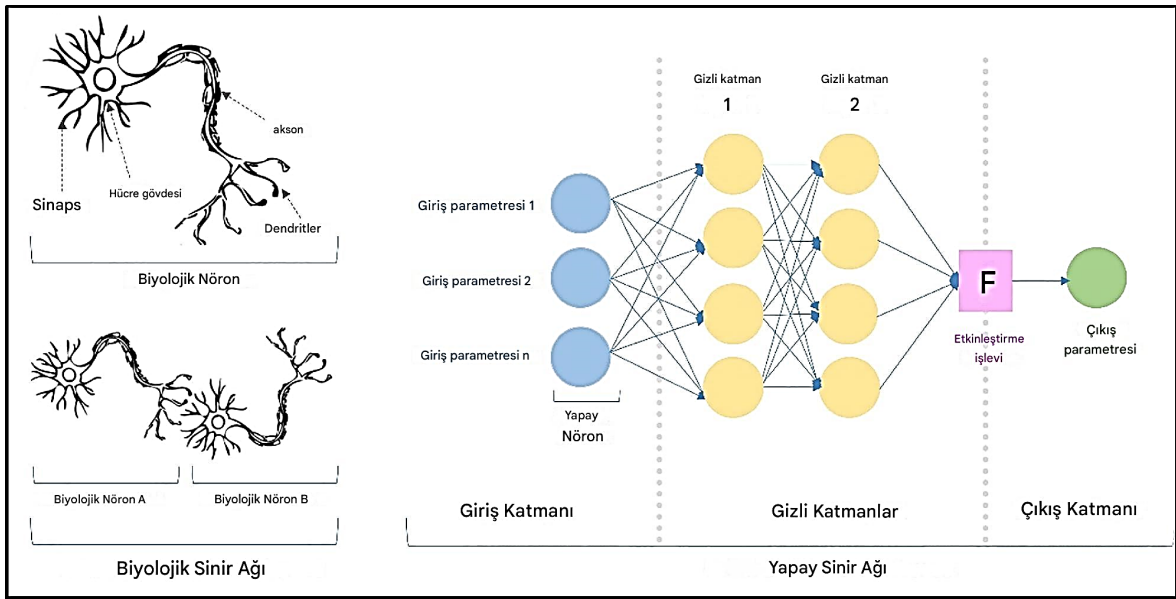 akson
Hücre gövdesi
Sinaps
Dendritler
Biyolojik Nöron
Biyolojik Nöron A
Biyolojik Nöron B
Biyolojik Sinir Ağı
Gizli katman
1
Gizli katman
2
Giriş parametresi 1
Giriş parametresi 2
Giriş parametresi n
Yapay
Nöron
F
Etkinleştirme
işlevi
Çıkış
parametresi
Giriş Katmanı
Gizli Katmanlar
Çıkış Katmanı
Yapay Sinir Ağı